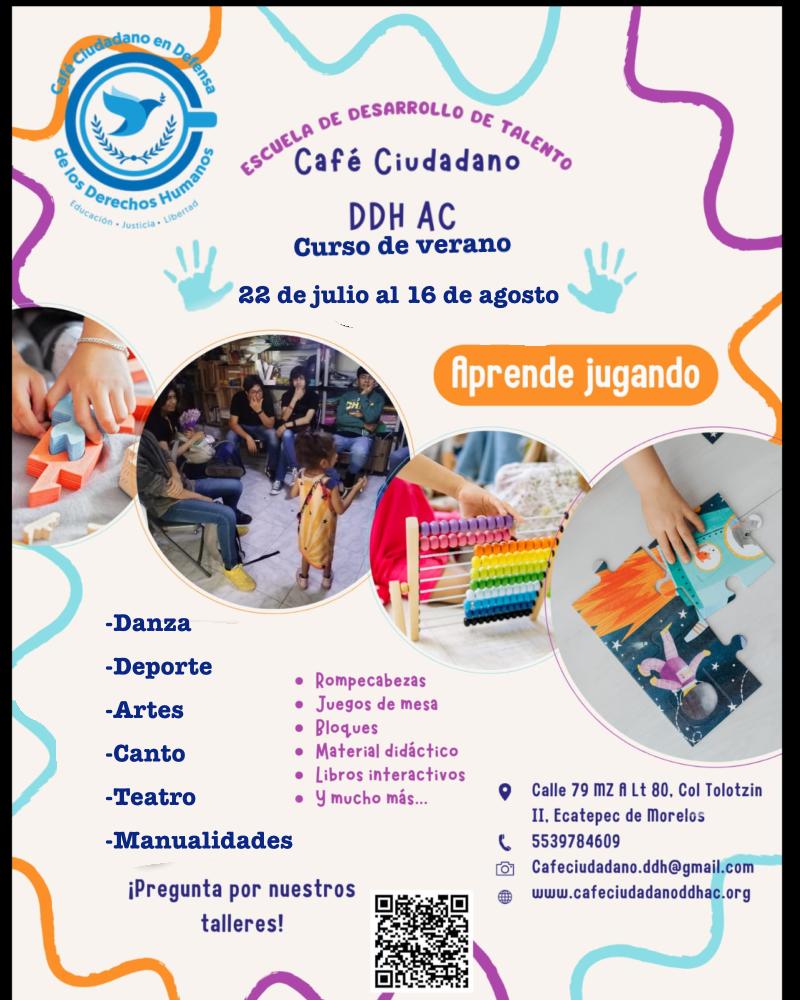 Café Ciudadano en Defensa
de los Derechos Humanos
Educación • Justicia • Libertad
ESCUELA DE DESARROLLO DE TALENTO
Café Ciudadano
DDH AC
Curso de verano
22 de julio al 16 de agosto
Aprende jugando
-Danza
-Deporte
-Artes
-Canto
-Teatro
-Manualidades
• Rompecabezas
• Juegos de mesa
• Bloques
• Material didáctico
• Libros interactivos
• Y mucho más...
Calle 79 MZ A Lt 80, Col Tolotzin
II, Ecatepec de Morelos
5539784609
Cafeciudadano.ddh@gmail.com
www.cafeciudadanoddhac.org
¡Pregunta por nuestros
talleres!